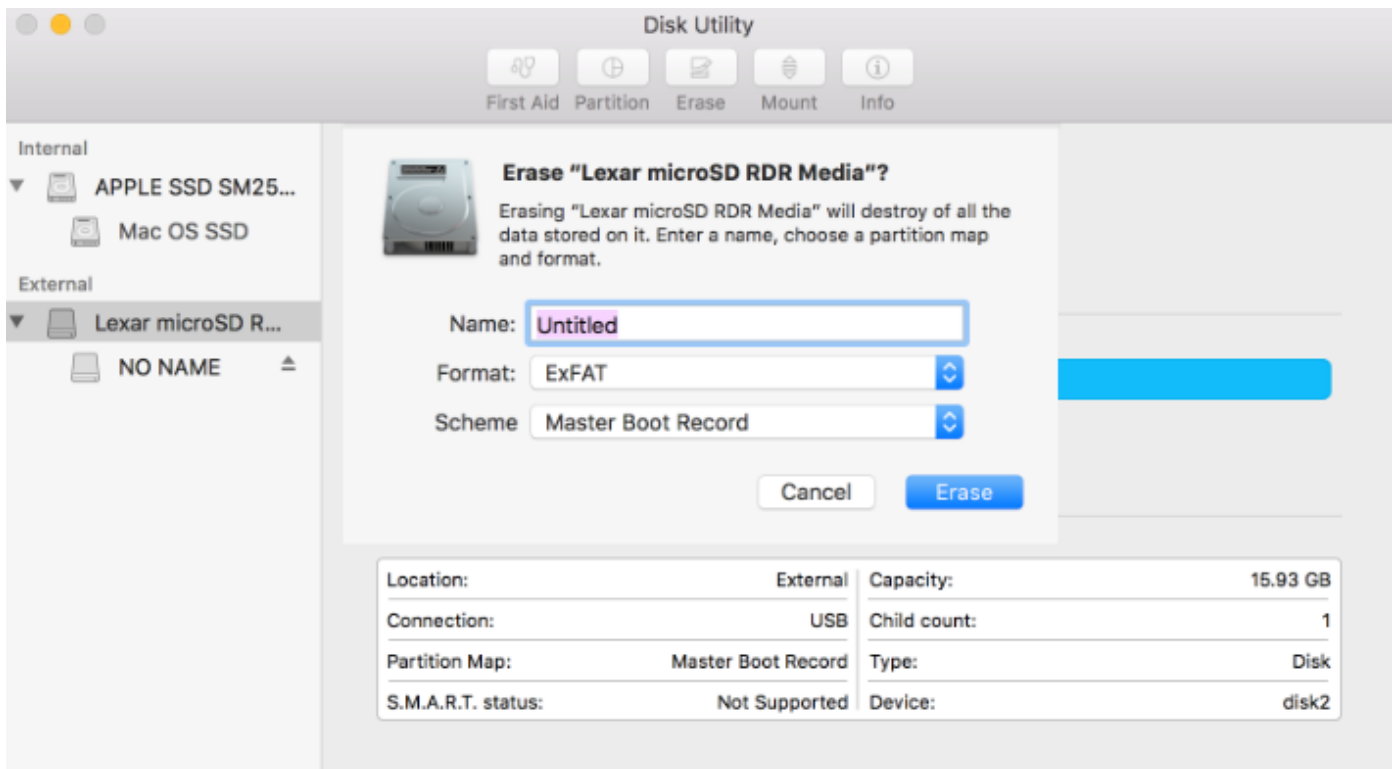 Disk Utility
First Aid Partition Erase Mount Info
Internal
APPLE SSD SM25...
Mac OS SSD
External
Lexar microSD R...
NO NAME
Erase “Lexar microSD RDR Media”?
Erasing “Lexar microSD RDR Media” will destroy of all the
data stored on it. Enter a name, choose a partition map
and format.
Name: Untitled
Format: ExFAT
Scheme Master Boot Record
Cancel Erase
Location: External Capacity: 15.93 GB
Connection: USB Child count: 1
Partition Map: Master Boot Record Type: Disk
S.M.A.R.T. status: Not Supported Device: disk2